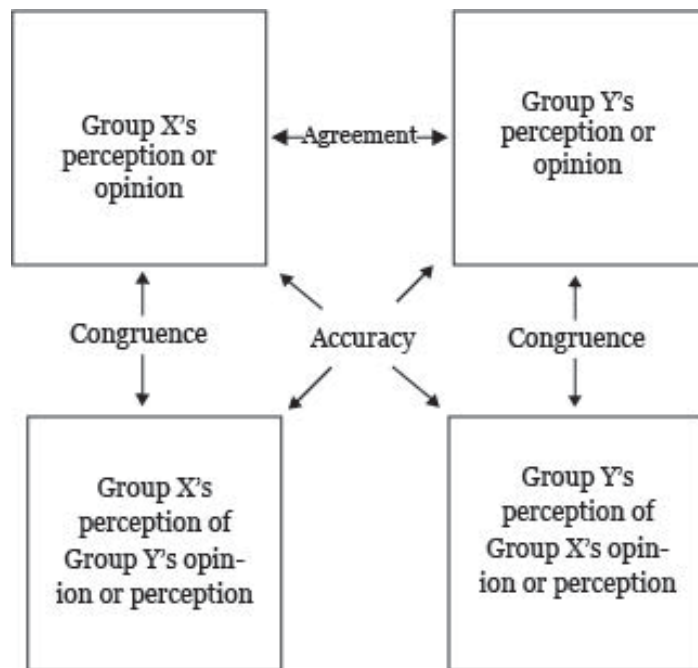 Group X’s
perception or
opinion
Agreement
Group Y’s
perception or
opinion
Congruence
Accuracy
Congruence
Group X’s
perception of
Group Y’s opin-
ion or perception
Group Y’s
perception of
Group X’s opin-
ion or perception